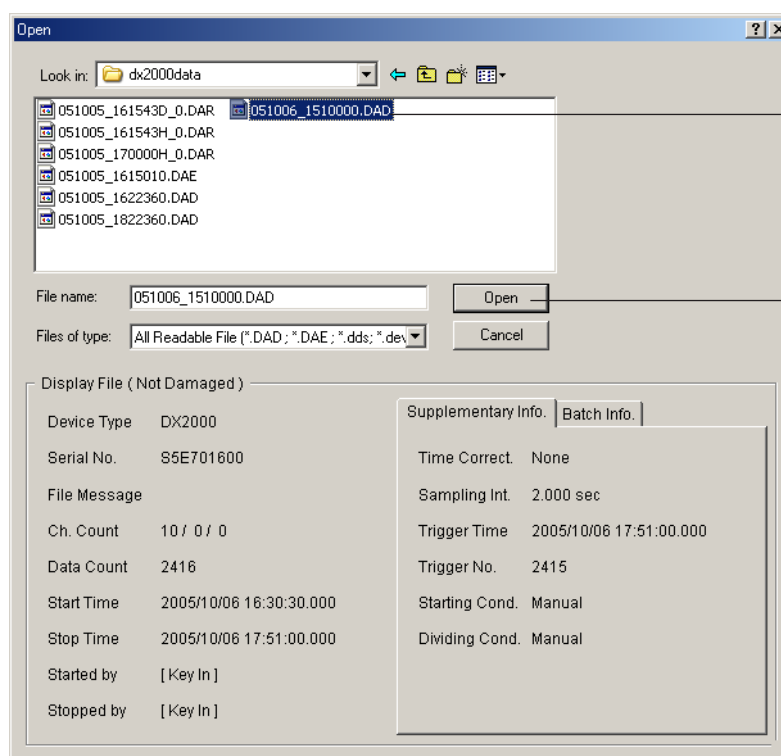 Open
Look in: dx2000data
051005_161543D_0.DAR 051006_1510000.DAD
051005_161543H_0.DAR
051005_170000H_0.DAR
051005_1615010.DAE
051005_1622360.DAD
051005_1822360.DAD
File name: 051006_1510000.DAD Open
Files of type: All Readable File (*.DAD ; *.DAE ; *.dds; *.dev Cancel
Display File ( Not Damaged )
Device Type DX2000
Serial No. S5E701600
File Message
Ch. Count 10 / 0 / 0
Data Count 2416
Start Time 2005/10/06 16:30:30.000
Stop Time 2005/10/06 17:51:00.000
Started by [ Key In ]
Stopped by [ Key In ]
Supplementary Info. Batch Info.
Time Correct. None
Sampling Int. 2.000 sec
Trigger Time 2005/10/06 17:51:00.000
Trigger No. 2415
Starting Cond. Manual
Dividing Cond. Manual